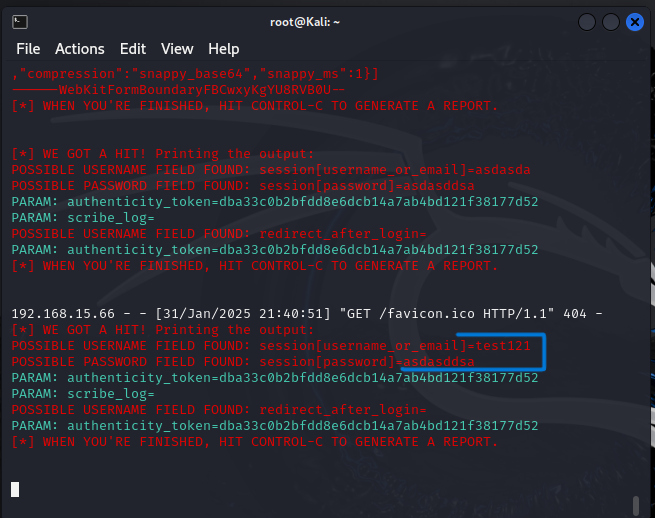 root@Kali: ~
File Actions Edit View Help
,"compression":"snappy_base64","snappy_ms":1}]
------WebKitFormBoundaryFBCwxyKgYU8RVB0U--
[*] WHEN YOU'RE FINISHED, HIT CONTROL-C TO GENERATE A REPORT.
[*] WE GOT A HIT! Printing the output:
POSSIBLE USERNAME FIELD FOUND: session[username_or_email]=asdasda
POSSIBLE PASSWORD FIELD FOUND: session[password]=asdasddsa
PARAM: authenticity_token=dba33c0b2bfdd8e6dcb14a7ab4bd121f38177d52
PARAM: scribe_log=
POSSIBLE USERNAME FIELD FOUND: redirect_after_login=
PARAM: authenticity_token=dba33c0b2bfdd8e6dcb14a7ab4bd121f38177d52
[*] WHEN YOU'RE FINISHED, HIT CONTROL-C TO GENERATE A REPORT.
192.168.15.66 - - [31/Jan/2025 21:40:51] "GET /favicon.ico HTTP/1.1" 404 -
[*] WE GOT A HIT! Printing the output:
POSSIBLE USERNAME FIELD FOUND: session[username_or_email]=test121
POSSIBLE PASSWORD FIELD FOUND: session[password]=asdasddsa
PARAM: authenticity_token=dba33c0b2bfdd8e6dcb14a7ab4bd121f38177d52
PARAM: scribe_log=
POSSIBLE USERNAME FIELD FOUND: redirect_after_login=
PARAM: authenticity_token=dba33c0b2bfdd8e6dcb14a7ab4bd121f38177d52
[*] WHEN YOU'RE FINISHED, HIT CONTROL-C TO GENERATE A REPORT.